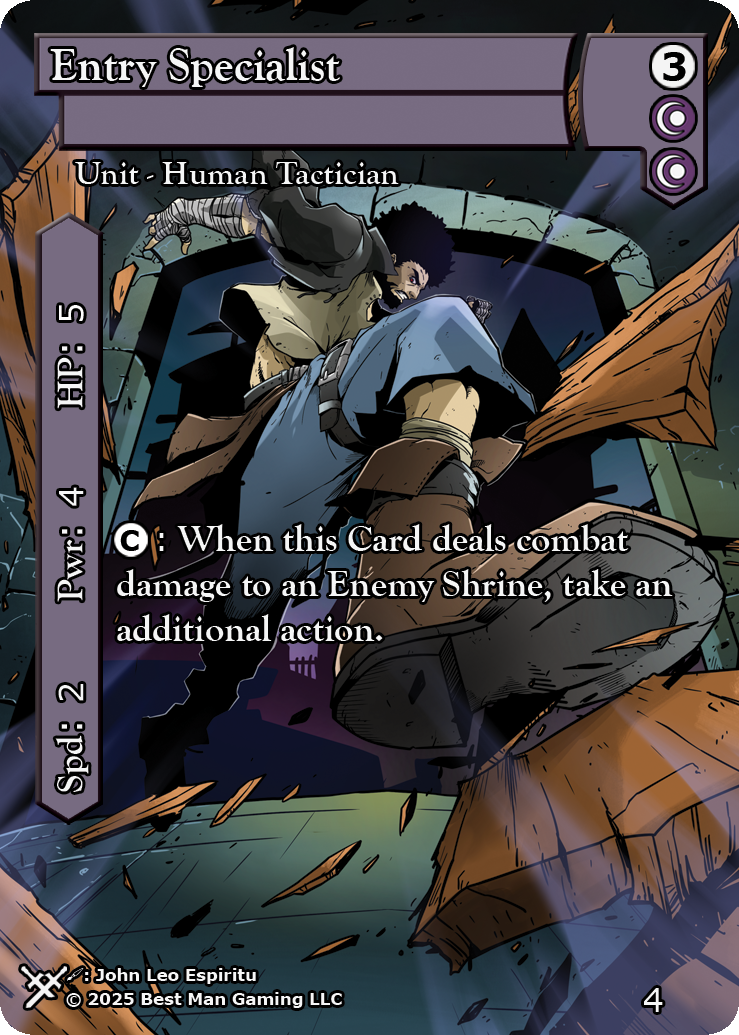 Entry Specialist
3
Unit - Human Tactician
HP: 5
Pwr: 4
Spd: 2
C : When this Card deals combat
damage to an Enemy Shrine, take an
additional action.
: John Leo Espiritu
© 2025 Best Man Gaming LLC
4